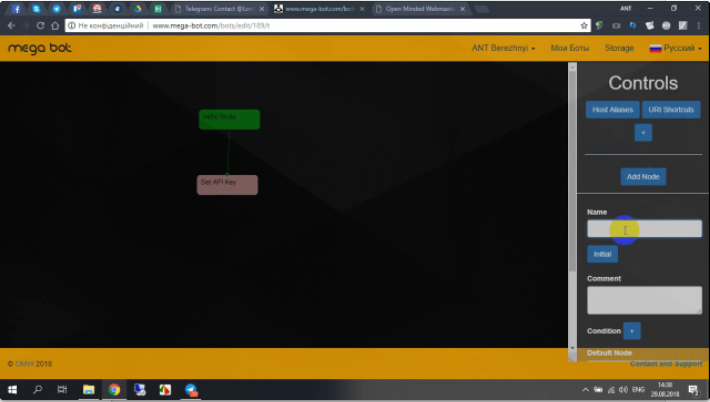 Telegram: Contact @Lo
www.mega-bot.com/bo
Open Minded Webmaste
ANT
Не конфіденційний
www.mega-bot.com/bots/edit/189/t
mega bot
ANT Berezhnyi
Мои Боты
Storage
Русский
Controls
Host Aliases
URI Shortcuts
+
Add Node
Initial Node
Set API Key
Name
Initial
Comment
Condition +
Default Node
© OMW 2018
Contact and Support
ENG
14:38
29.08.2018